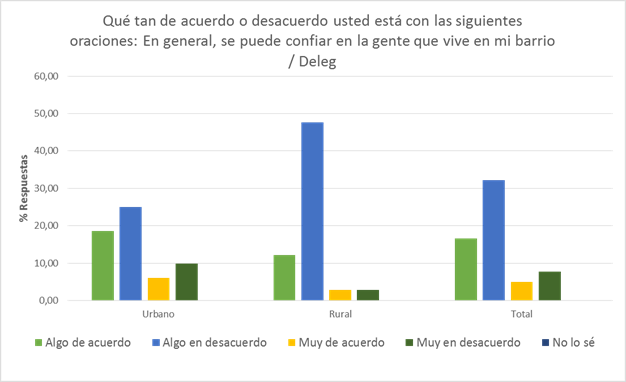 Qué tan de acuerdo o desacuerdo usted está con las siguientes
oraciones: En general, se puede confiar en la gente que vive en mi barrio
/ Deleg
60,00
50,00
40,00
30,00
20,00
10,00
0,00
% Respuestas
Urbano Rural Total
Algo de acuerdo Algo en desacuerdo Muy de acuerdo Muy en desacuerdo No lo sé